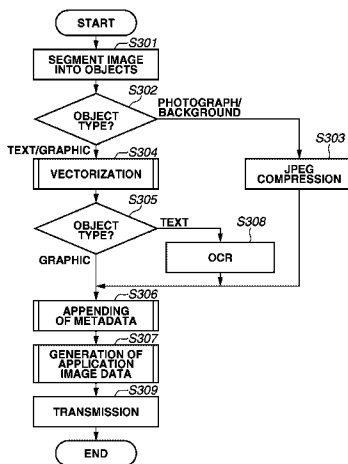 START
S301
SEGMENT IMAGE
INTO OBJECTS
S302
OBJECT
TYPE?
PHOTOGRAPH/
BACKGROUND
TEXT/GRAPHIC
S303
JPEG
COMPRESSION
S304
VECTORIZATION
S305
OBJECT
TYPE?
TEXT
GRAPHIC
S308
OCR
S306
APPENDING
OF METADATA
S307
GENERATION OF
APPLICATION
IMAGE DATA
S309
TRANSMISSION
END